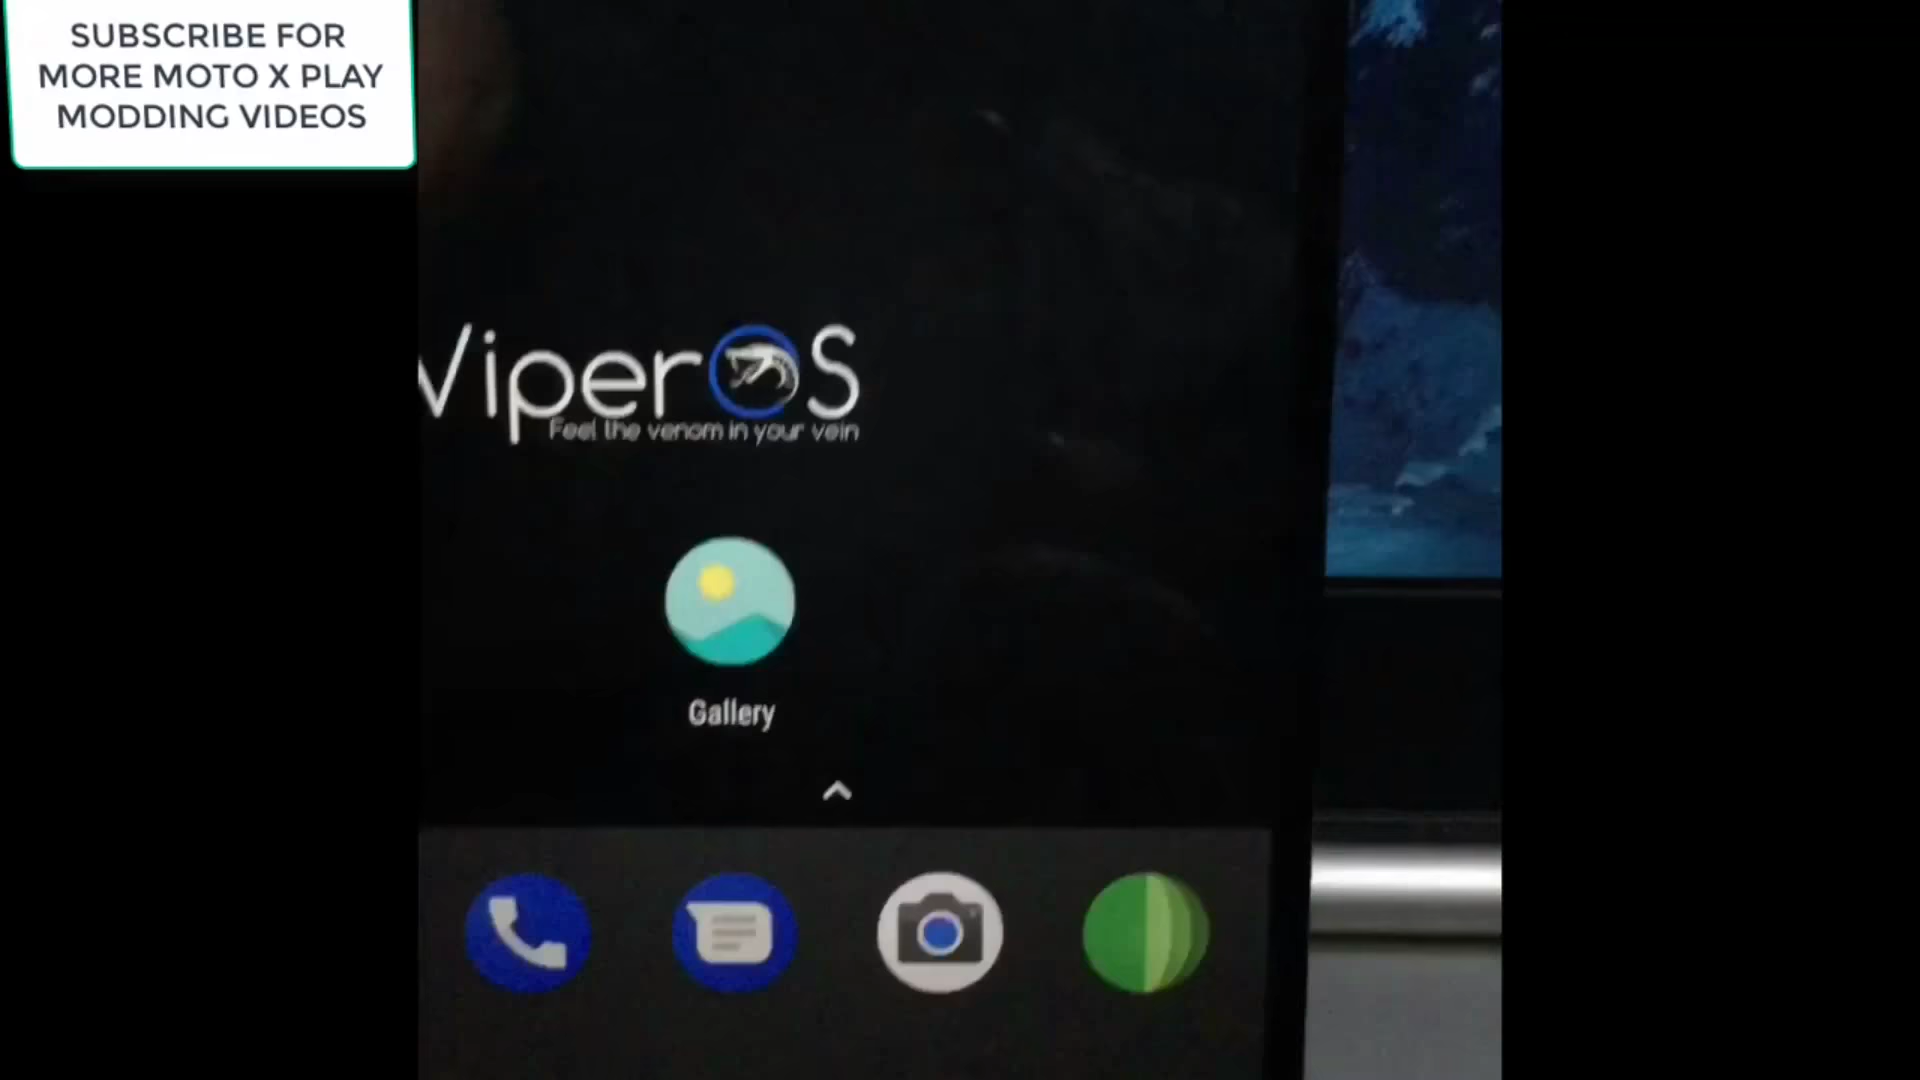 SUBSCRIBE FOR
MORE MOTO X PLAY
MODDING VIDEOS
ViperOS
Feel the venom in your vein
Gallery